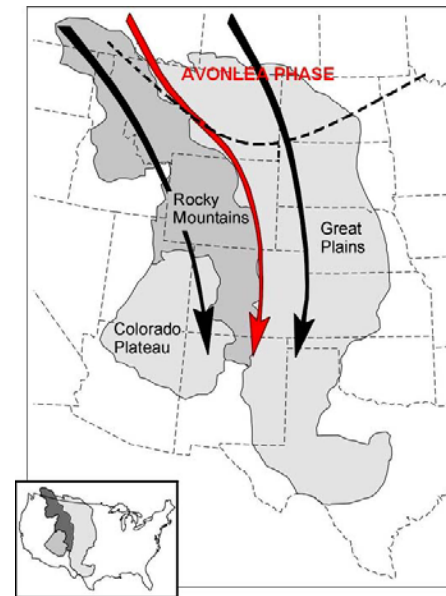 AVONLEA PHASE
Rocky
Mountains
Great
Plains
Colorado
Plateau